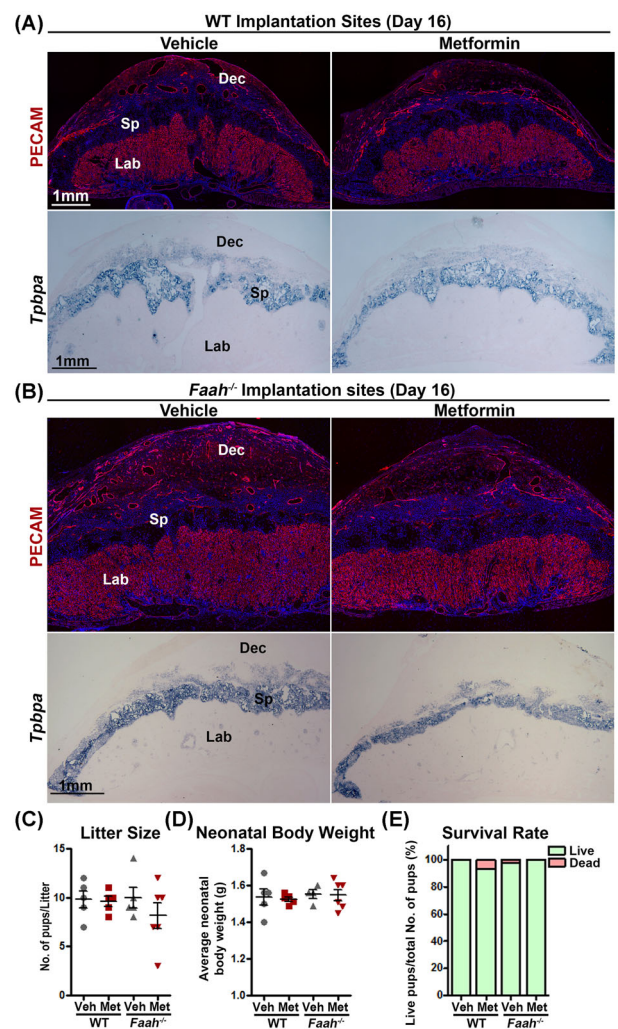 (A)
WT Implantation Sites (Day 16)
Vehicle
Metformin
PECAM
Dec
Sp
Lab
1mm
Tpbpa
Dec
Sp
Lab
1mm
(B)
Faah-/- Implantation sites (Day 16)
Vehicle
Metformin
PECAM
Dec
Sp
Lab
Tpbpa
Dec
Sp
Lab
1mm
(C)
Litter Size
No. of pups/Litter
15
10
5
0
Veh Met Veh Met
WT Faah-/-
(D)
Neonatal Body Weight
Average neonatal
body weight (g)
1.8
1.6
1.4
1.2
1.0
Veh Met Veh Met
WT Faah-/-
(E)
Survival Rate
Live
Dead
Live pups/total No. of pups (%)
100
80
60
40
20
0
Veh Met Veh Met
WT Faah-/-